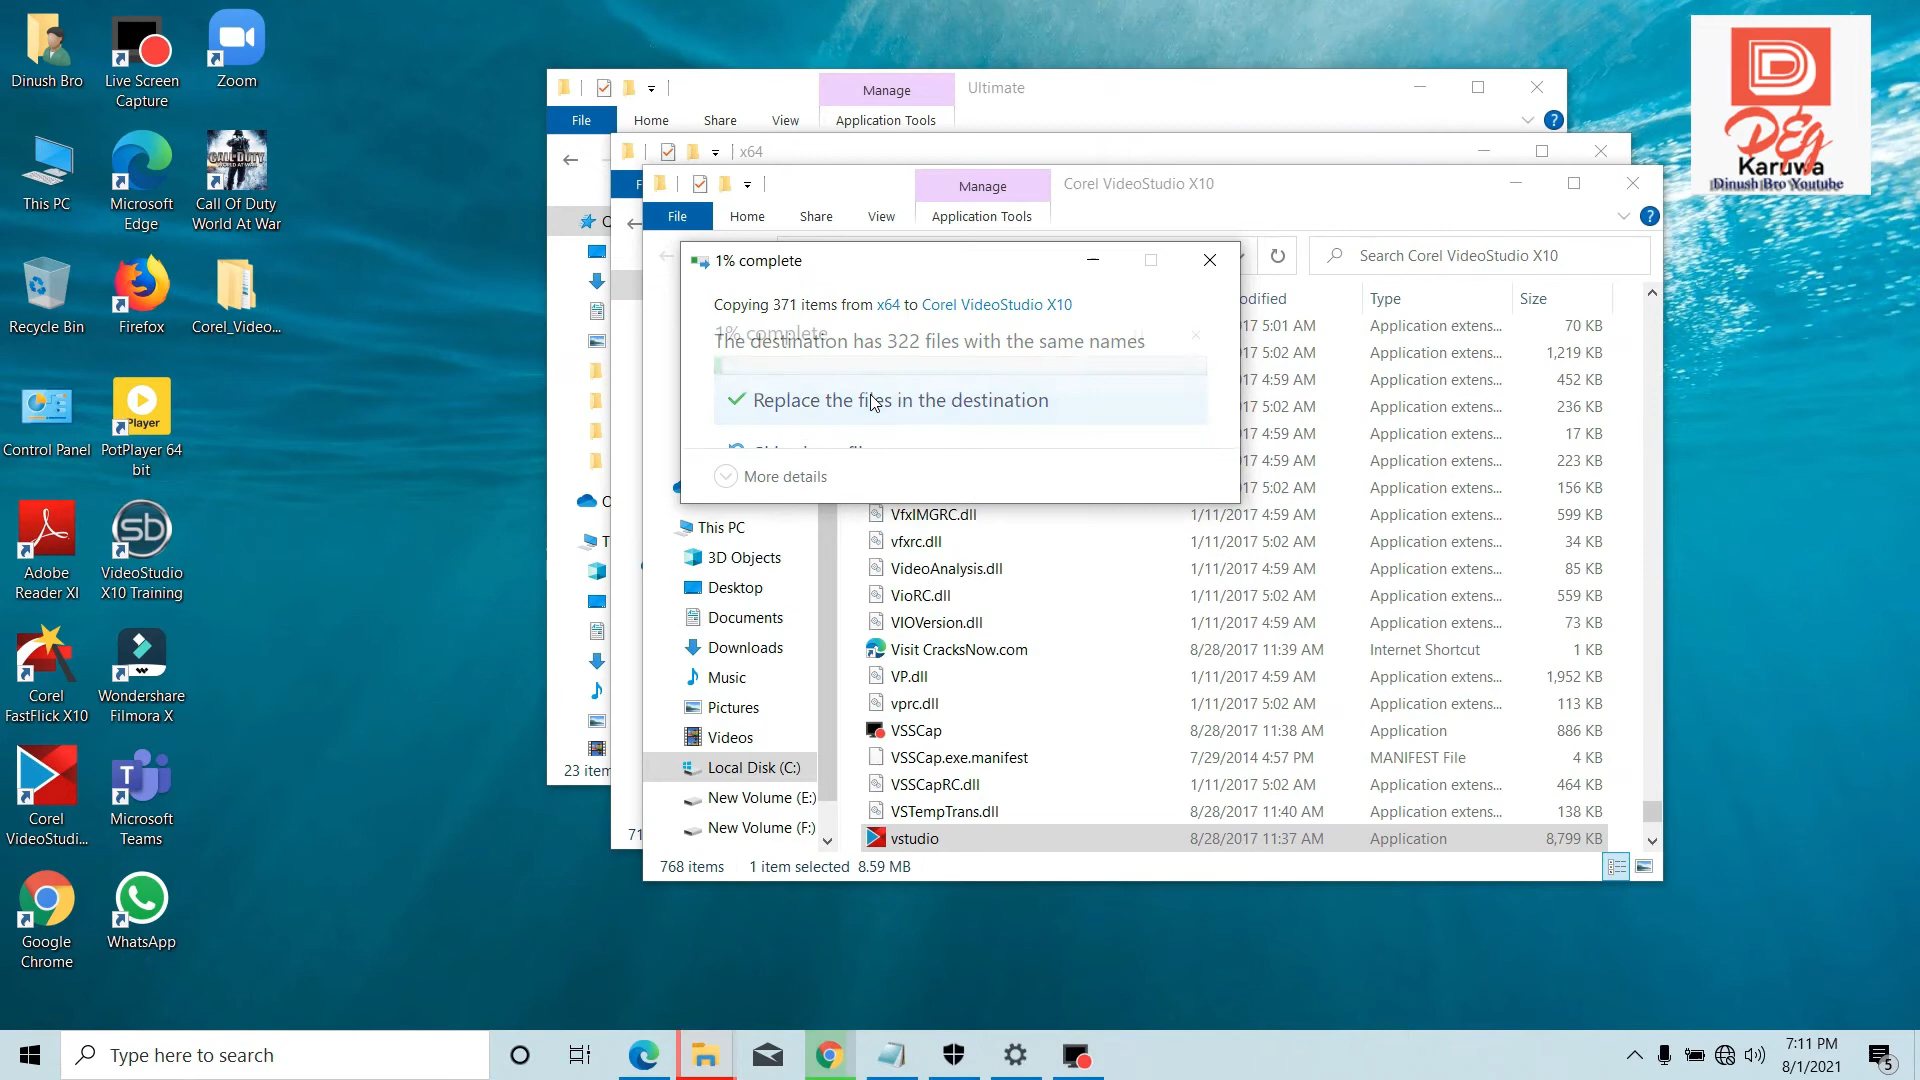 Dinush Bro
Live Screen
Capture
Zoom
This PC
Microsoft
Edge
CALL OF DUTY
WORLD AT WAR
Call Of Duty
World At War
Recycle Bin
Firefox
Corel_Video...
Control Panel
Player
PotPlayer 64
bit
Adobe
Reader XI
sb
VideoStudio
X10 Training
Corel
FastFlick X10
Wondershare
Filmora X
Corel
VideoStudi...
Microsoft
Teams
Google
Chrome
WhatsApp
Manage
Ultimate
File
Home
Share
View
Application Tools
x64
Manage
Corel VideoStudio X10
File
Home
Share
View
Application Tools
Search Corel VideoStudio X10
1% complete
Copying 371 items from x64 to Corel VideoStudio X10
1% complete
The destination has 322 files with the same names
Replace the files in the destination
More details
odified
Type
Size
17 5:01 AM Application extens... 70 KB
17 5:02 AM Application extens... 1,219 KB
17 4:59 AM Application extens... 452 KB
17 5:02 AM Application extens... 236 KB
17 4:59 AM Application extens... 17 KB
17 4:59 AM Application extens... 223 KB
17 5:02 AM Application extens... 156 KB
VfxIMGRC.dll 1/11/2017 4:59 AM Application extens... 599 KB
vfxrc.dll 1/11/2017 5:02 AM Application extens... 34 KB
VideoAnalysis.dll 1/11/2017 4:59 AM Application extens... 85 KB
VioRC.dll 1/11/2017 5:02 AM Application extens... 559 KB
VIOVersion.dll 1/11/2017 4:59 AM Application extens... 73 KB
Visit CracksNow.com 8/28/2017 11:39 AM Internet Shortcut 1 KB
VP.dll 1/11/2017 4:59 AM Application extens... 1,952 KB
vprc.dll 1/11/2017 5:02 AM Application extens... 113 KB
VSSCap 8/28/2017 11:38 AM Application 886 KB
VSSCap.exe.manifest 7/29/2014 4:57 PM MANIFEST File 4 KB
VSSCapRC.dll 1/11/2017 5:02 AM Application extens... 464 KB
VSTempTrans.dll 8/28/2017 11:40 AM Application extens... 138 KB
vstudio 8/28/2017 11:37 AM Application 8,799 KB
This PC
3D Objects
Desktop
Documents
Downloads
Music
Pictures
Videos
Local Disk (C:)
New Volume (E:)
New Volume (F:)
23 item
71
768 items
1 item selected 8.59 MB
D
Karuwa
Dinush Bro Youtube
Type here to search
7:11 PM
8/1/2021
5